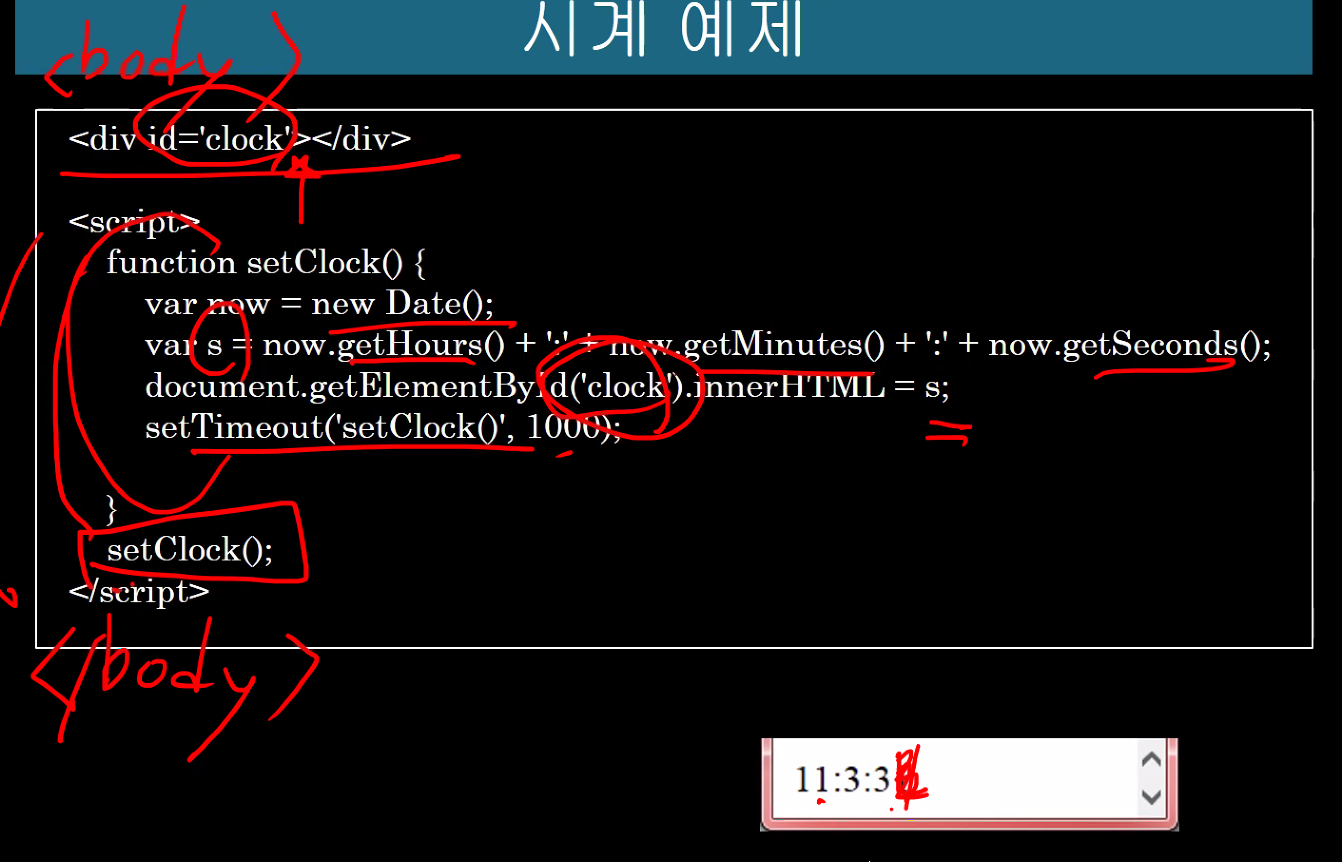 시계 예제
<body>
<div id='clock'></div>
<script>
function setClock() {
var now = new Date();
var s = now.getHours() + ':' + now.getMinutes() + ':' + now.getSeconds();
document.getElementById('clock').innerHTML = s;
setTimeout('setClock()', 1000);
}
setClock();
</script>
</body>
11:3:3